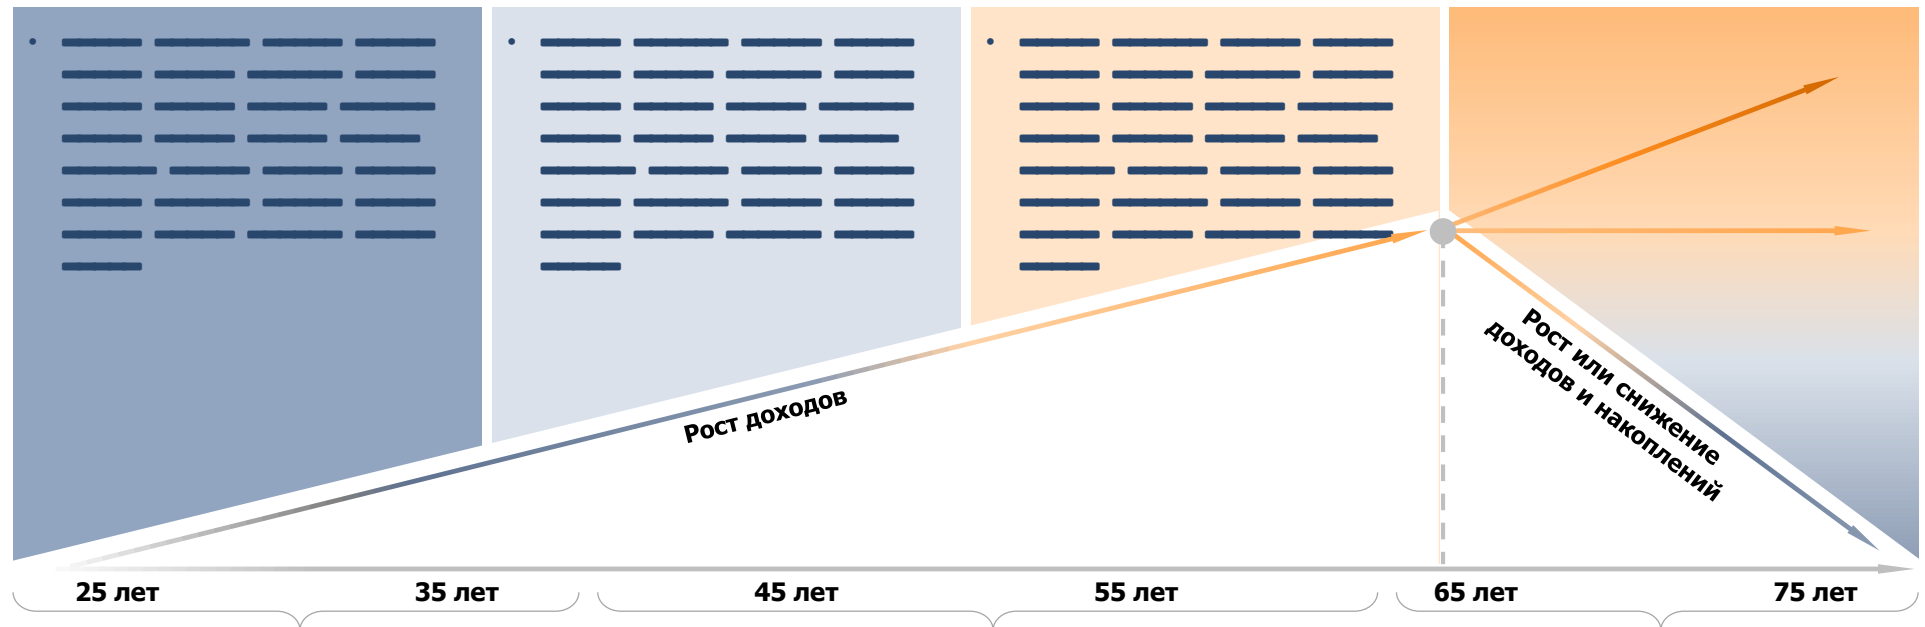 Рост доходов
Рост или снижение
доходов и накоплений
25 лет
35 лет
45 лет
55 лет
65 лет
75 лет